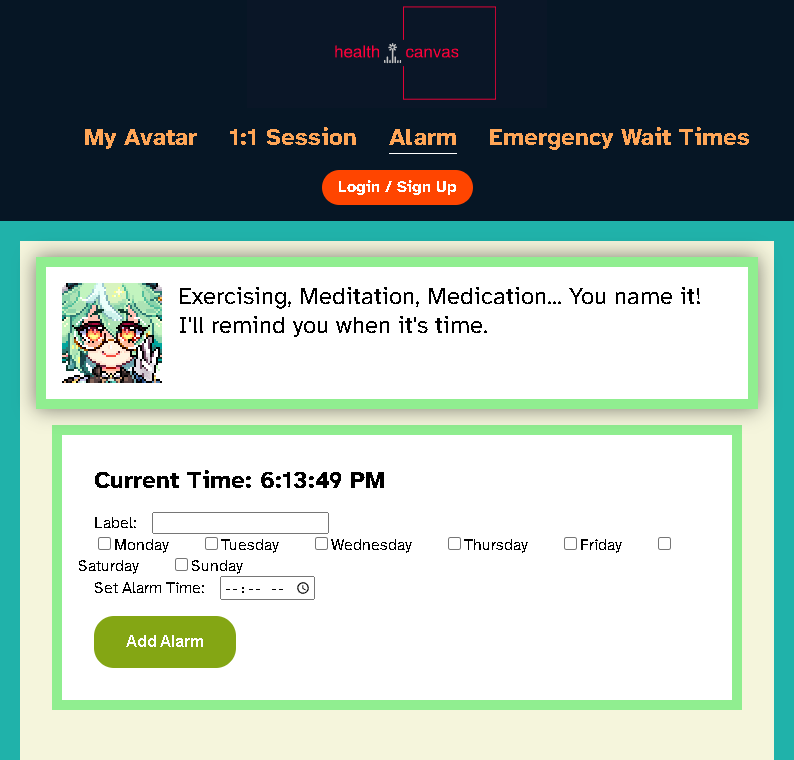 health canvas
My Avatar 1:1 Session Alarm Emergency Wait Times
Login / Sign Up
Exercising, Meditation, Medication... You name it!
I'll remind you when it's time.
Current Time: 6:13:49 PM
Label:
Monday Tuesday Wednesday Thursday Friday
Saturday Sunday
Set Alarm Time: --:-- --
Add Alarm